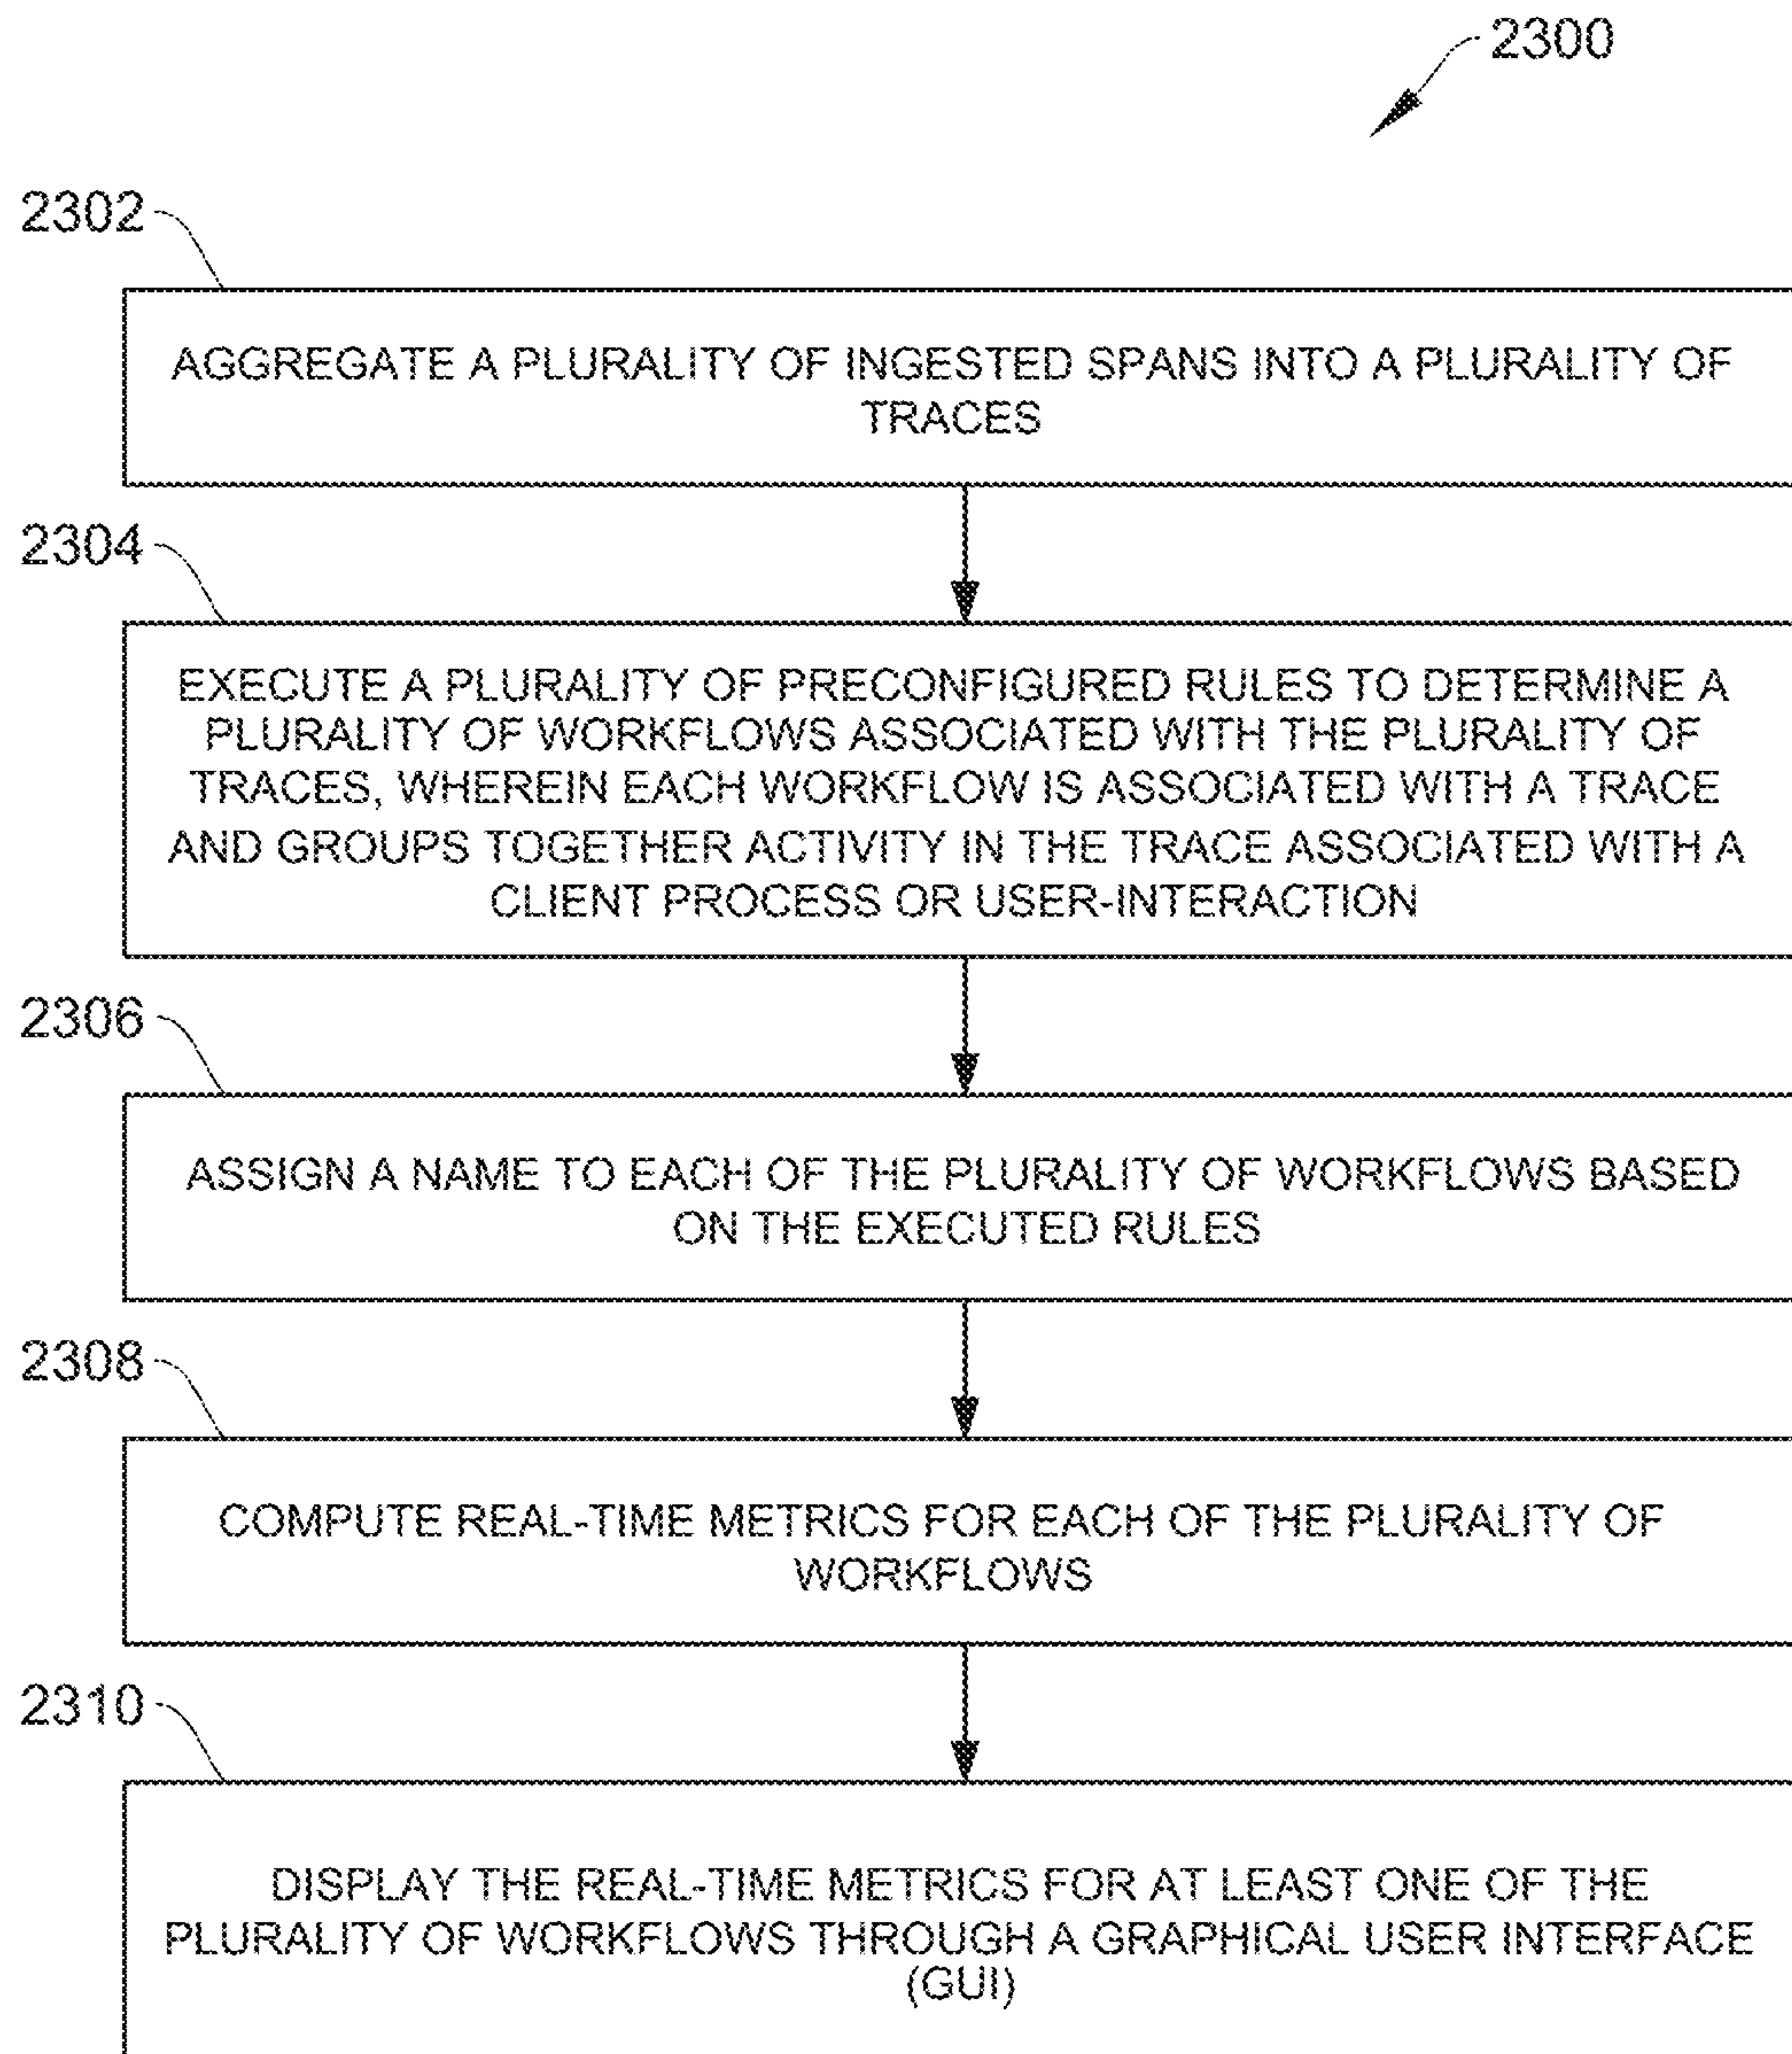 2300
2302
AGGREGATE A PLURALITY OF INGESTED SPANS INTO A PLURALITY OF
TRACES
2304
EXECUTE A PLURALITY OF PRECONFIGURED RULES TO DETERMINE A
PLURALITY OF WORKFLOWS ASSOCIATED WITH THE PLURALITY OF
TRACES, WHEREIN EACH WORKFLOW IS ASSOCIATED WITH A TRACE
AND GROUPS TOGETHER ACTIVITY IN THE TRACE ASSOCIATED WITH A
CLIENT PROCESS OR USER-INTERACTION
2306
ASSIGN A NAME TO EACH OF THE PLURALITY OF WORKFLOWS BASED
ON THE EXECUTED RULES
2308
COMPUTE REAL-TIME METRICS FOR EACH OF THE PLURALITY OF
WORKFLOWS
2310
DISPLAY THE REAL-TIME METRICS FOR AT LEAST ONE OF THE
PLURALITY OF WORKFLOWS THROUGH A GRAPHICAL USER INTERFACE
(GUI)